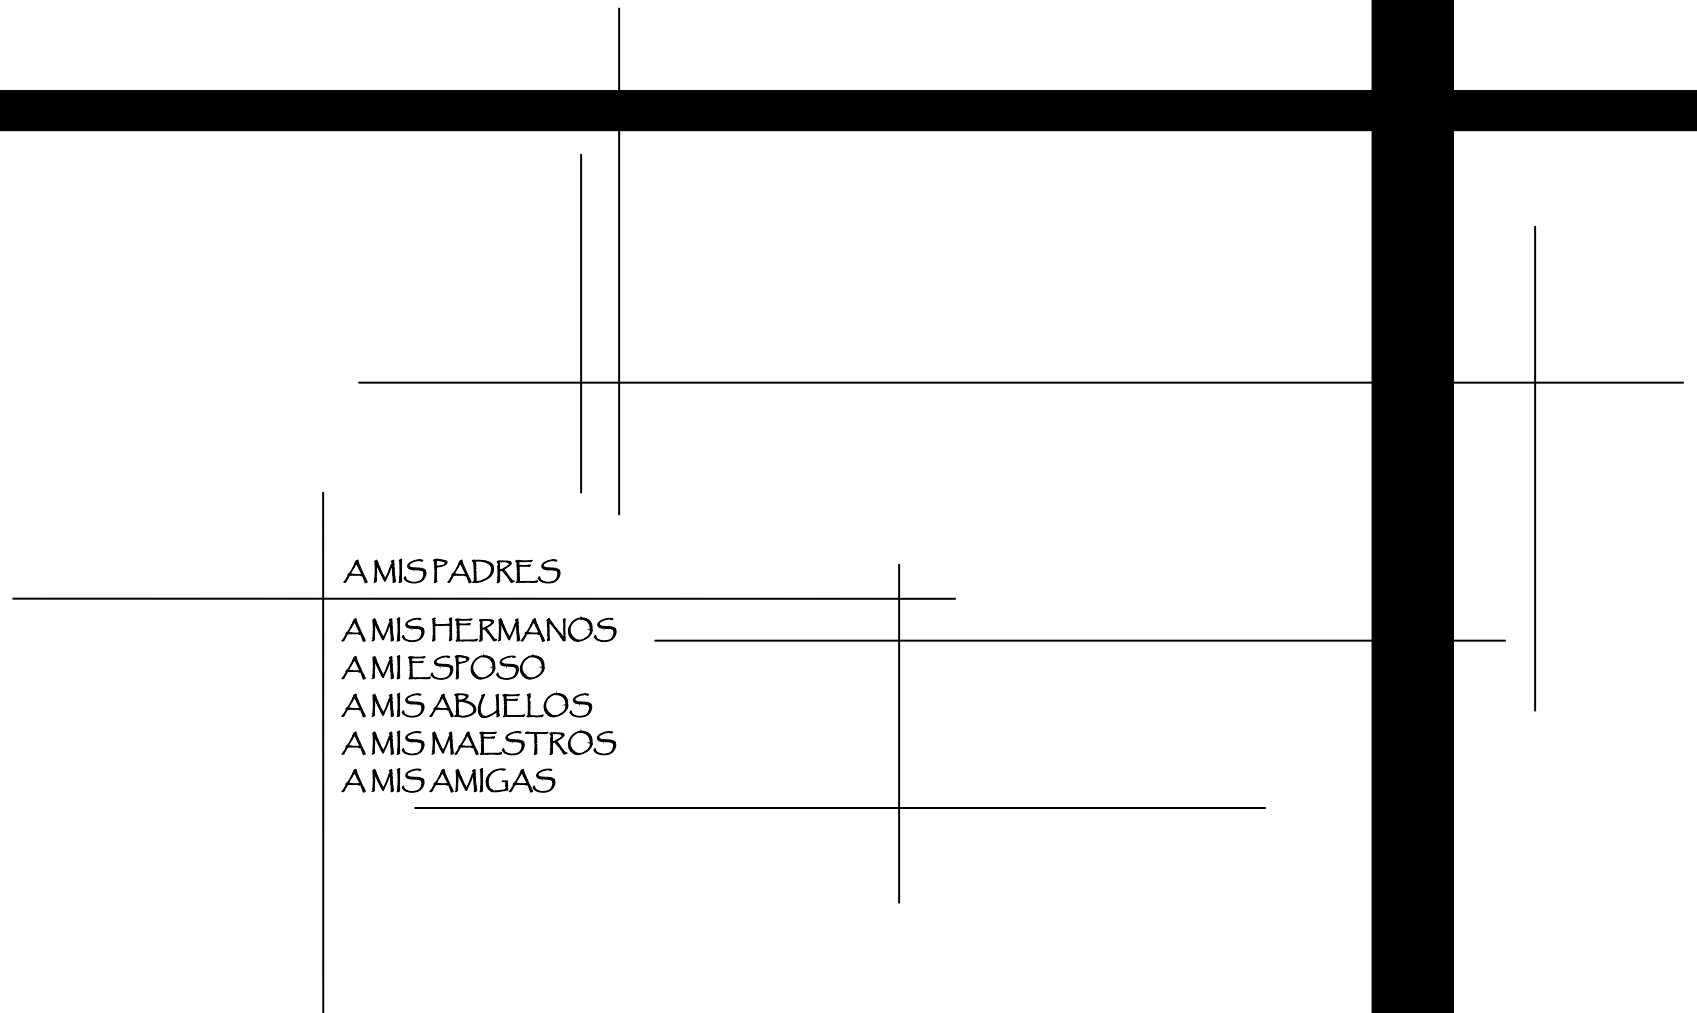 A MIS PADRES
A MIS HERMANOS
A MI ESPOSO
A MIS ABUELOS
A MIS MAESTROS
A MIS AMIGAS